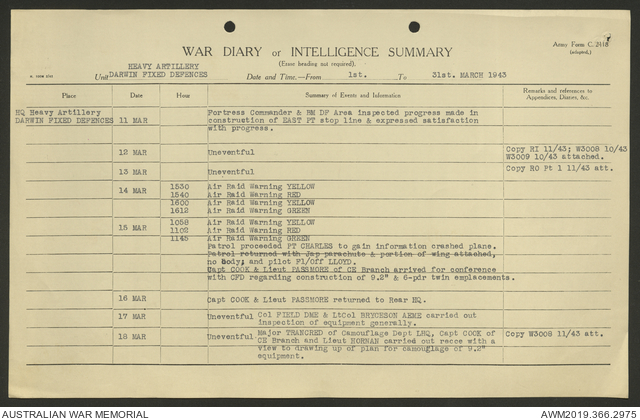 Army Form C. 2118
(adapted.)
WAR DIARY or INTELLIGENCE SUMMARY
(Erase heading not required).
HEAVY ARTILLERY
Unit DARWIN FIXED DEFENCES Date and Time.—From 1st. To 31st. MARCH 1943
Place Date Hour Summary of Events and Information Remarks and references to Appendices, Diaries, &c.
HQ Heavy Artillery Fortress Commander & BM DF Area inspected progress made in
DARWIN FIXED DEFENCES 11 MAR construction of EAST PT stop line & expressed satisfaction
with progress.
12 MAR Uneventful Copy HI 11/43; W3008 10/43
W3009 10/43 attached.
13 MAR Uneventful Copy RO Pt 1 11/43 att.
14 MAR 1530 Air Raid Warning YELLOW
1540 Air Raid Warning RED
1600 Air Raid Warning YELLOW
1612 Air Raid Warning GREEN
15 MAR 1058 Air Raid Warning YELLOW
1102 Air Raid Warning RED
1145 Air Raid Warning GREEN
Patrol proceeded PT CHARLES to gain information crashed plane.
Patrol returned with Jap parachute & portion of wing attached,
no body; and pilot Fl/Off LLOYD.
Capt COOK & Lieut PASSMORE of CE Branch arrived for conference
with CFD regarding construction of 9.2" & 6-pdr twin emplacements.
16 MAR Capt COOK & Lieut PASSMORE returned to Rear HQ.
17 MAR Uneventful Col FIELD DME & LtCol BRYCESON AEME carried out
inspection of equipment generally.
18 MAR Uneventful Major TRANCRED of Camouflage Dept LHQ, Capt COOK of Copy W3008 11/43 att.
CE Branch and Lieut HORNAN carried out recce with a
view to drawing up of plan for camouglage of 9.2"
equipment.
AUSTRALIAN WAR MEMORIAL AWM2019.366.2975